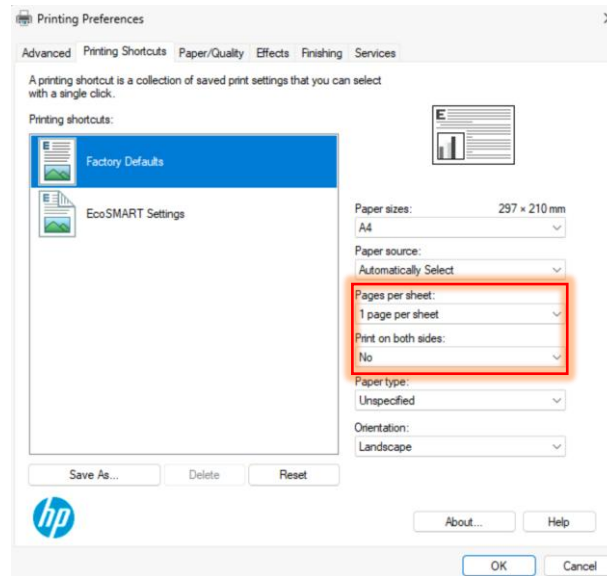 Printing Preferences
Advanced Printing Shortcuts Paper/Quality Effects Finishing Services
A printing shortcut is a collection of saved print settings that you can select
with a single click.
Printing shortcuts:
E
Factory Defaults
E
EcoSMART Settings
E
Paper sizes: 297 × 210 mm
A4
Paper source:
Automatically Select
Pages per sheet:
1 page per sheet
Print on both sides:
No
Paper type:
Unspecified
Orientation:
Landscape
Save As... Delete Reset
hp
About... Help
OK Cancel